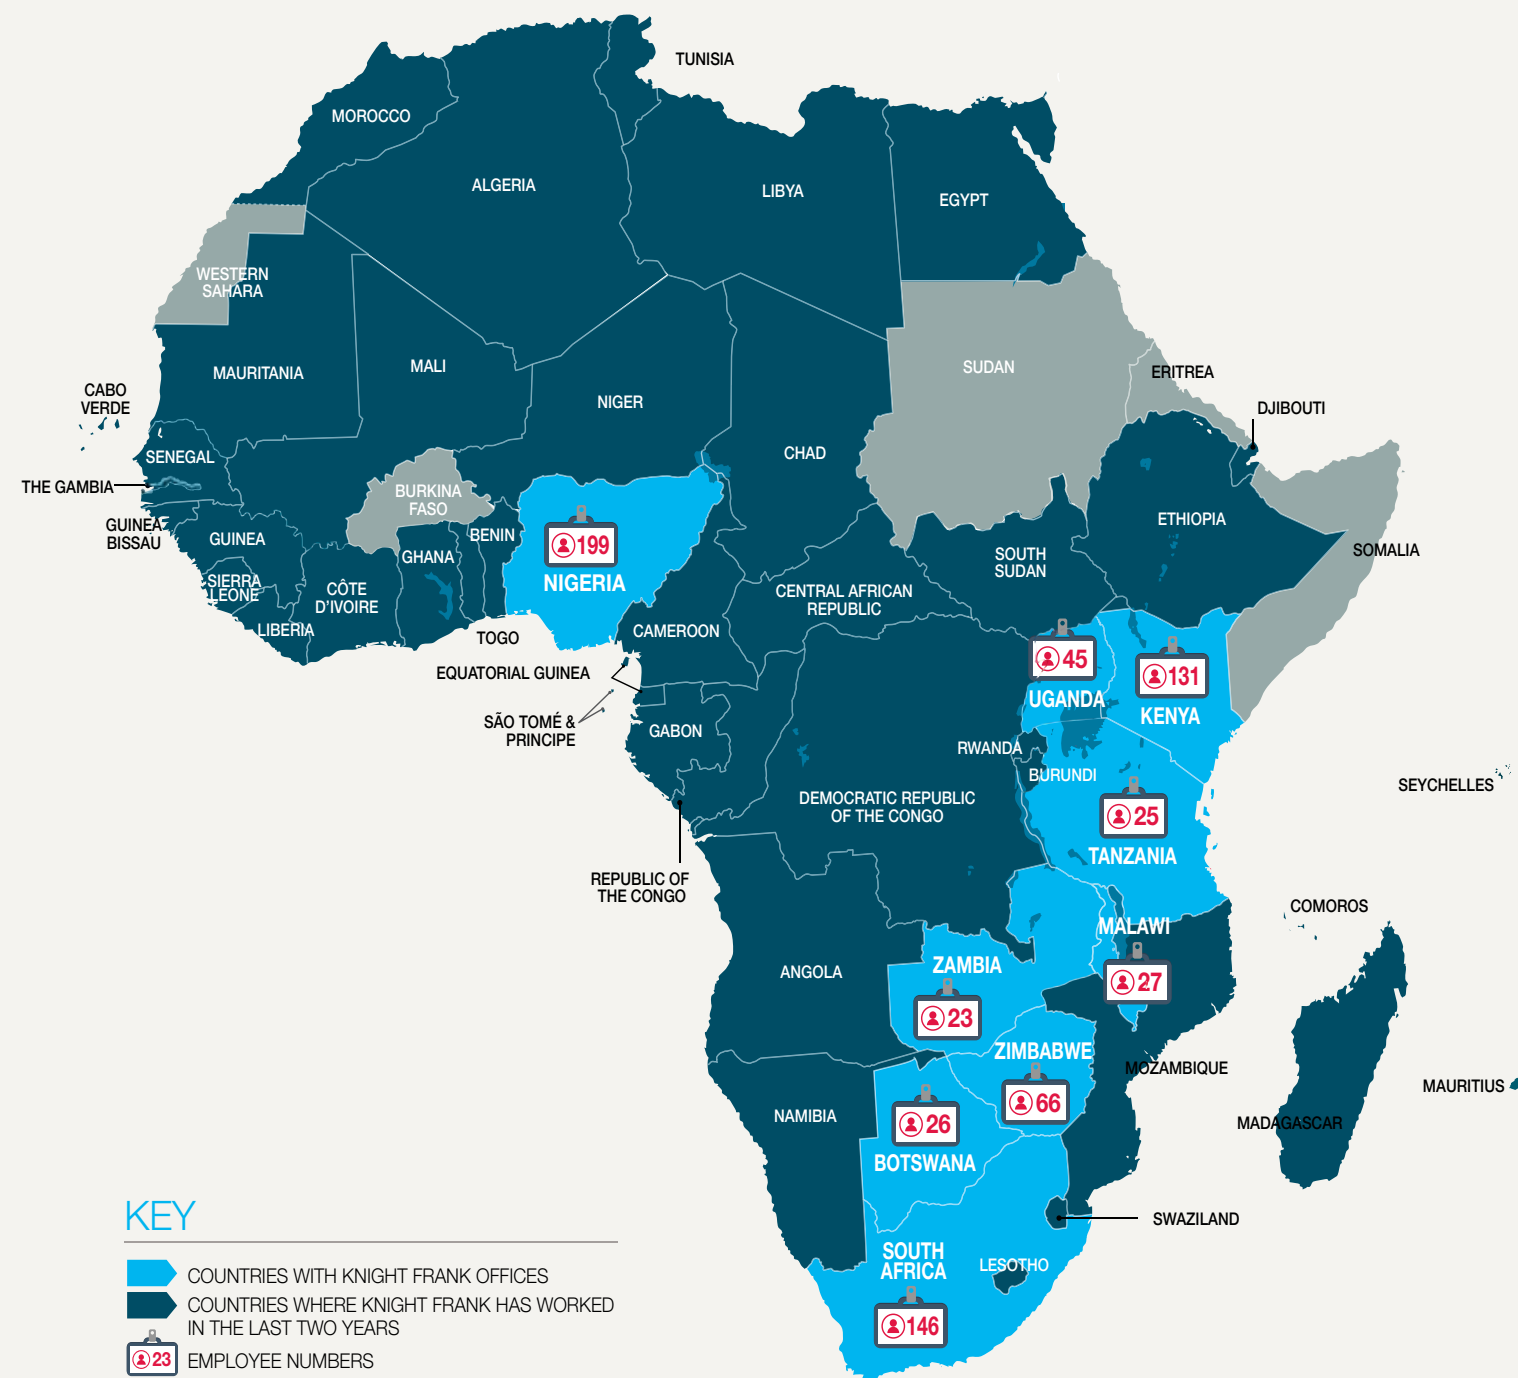 TUNISIA
MOROCCO
ALGERIA
LIBYA
EGYPT
WESTERN
SAHARA
MAURITANIA
MALI
NIGER
SUDAN
ERITREA
CABO
VERDE
DJIBOUTI
SENEGAL
CHAD
THE GAMBIA
BURKINA
FASO
GUINEA
BISSAU
GUINEA
BENIN
199
NIGERIA
ETHIOPIA
SOMALIA
GHANA
SOUTH
SUDAN
SIERRA
LEONE
CÔTE
D'IVOIRE
CENTRAL AFRICAN
REPUBLIC
LIBERIA
TOGO
CAMEROON
EQUATORIAL GUINEA
45
UGANDA
131
KENYA
SÃO TOMÉ &
PRINCIPE
GABON
RWANDA
BURUNDI
SEYCHELLES
DEMOCRATIC REPUBLIC
OF THE CONGO
25
TANZANIA
REPUBLIC OF
THE CONGO
COMOROS
MALAWI
27
ANGOLA
ZAMBIA
23
ZIMBABWE
66
MOZAMBIQUE
MAURITIUS
NAMIBIA
26
BOTSWANA
MADAGASCAR
SWAZILAND
SOUTH
AFRICA
146
LESOTHO
KEY
COUNTRIES WITH KNIGHT FRANK OFFICES
COUNTRIES WHERE KNIGHT FRANK HAS WORKED
IN THE LAST TWO YEARS
23 EMPLOYEE NUMBERS